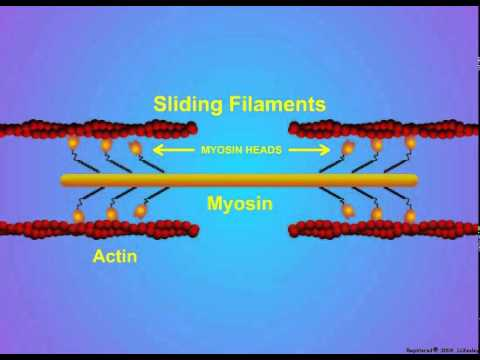 Sliding Filaments
MYOSIN HEADS
Myosin
Actin